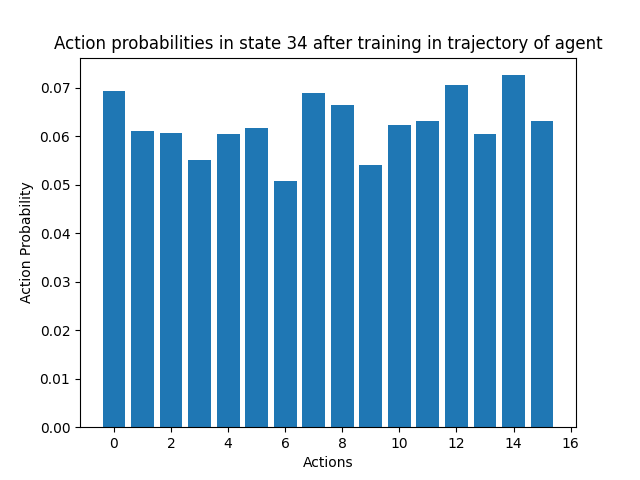 Action probabilities in state 34 after training in trajectory of agent
0.07
0.06
0.05
0.04
0.03
0.02
0.01
0.00
Action Probability
0 2 4 6 8 10 12 14 16
Actions